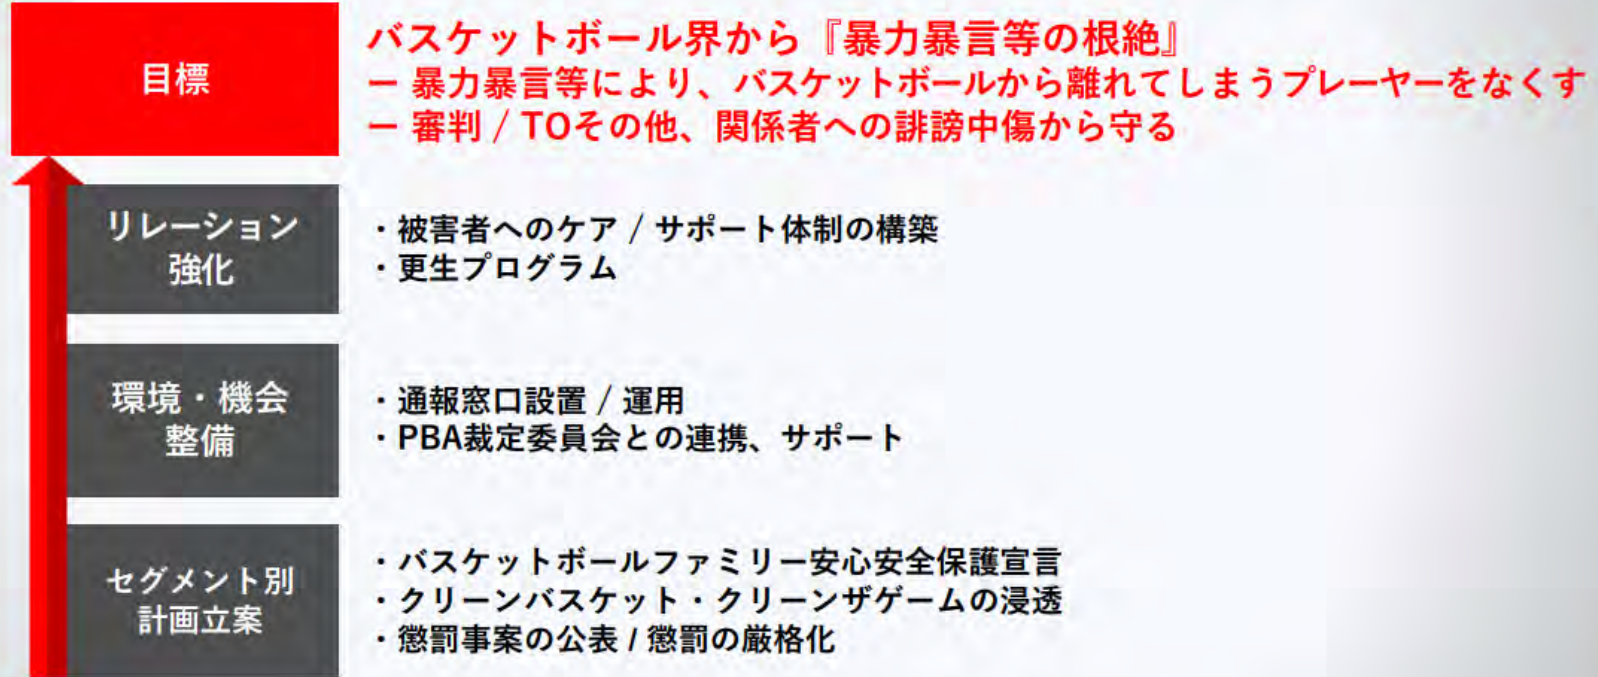 目標
バスケットボール界から『暴力暴言等の根絶』
ー 暴力暴言等により、バスケットボールから離れてしまうプレーヤーをなくす
ー 審判 / TOその他、関係者への誹謗中傷から守る
リレーション
強化
・被害者へのケア / サポート体制の構築
・更生プログラム
環境・機会
整備
・通報窓口設置 / 運用
・PBA裁定委員会との連携、サポート
セグメント別
計画立案
・バスケットボールファミリー安心安全保護宣言
・クリーンバスケット・クリーンザゲームの浸透
・懲罰事案の公表 / 懲罰の厳格化